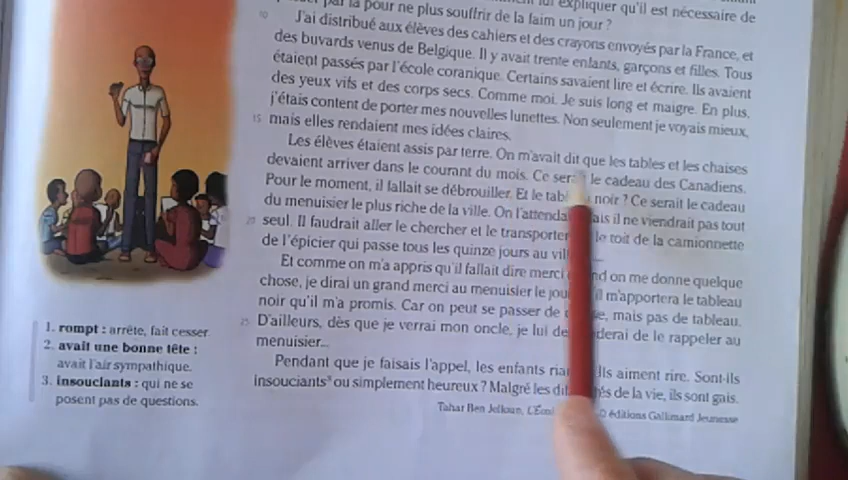 expliquer qu'il est nécessaire de
par là pour ne plus souffrir de la faim un jour ?
10
J'ai distribué aux élèves des cahiers et des crayons envoyés par la France, et
des buvards venus de Belgique. Il y avait trente enfants, garçons et filles. Tous
étaient passés par l'école coranique. Certains savaient lire et écrire. Ils avaient
des yeux vifs et des corps secs. Comme moi. Je suis long et maigre. En plus,
j'étais content de porter mes nouvelles lunettes. Non seulement je voyais mieux,
15 mais elles rendaient mes idées claires.
Les élèves étaient assis par terre. On m'avait dit que les tables et les chaises
devaient arriver dans le courant du mois. Ce le cadeau des Canadiens.
Pour le moment, il fallait se débrouiller. Et le noir ? Ce serait le cadeau
du menuisier le plus riche de la ville. On il ne viendrait pas tout
20 seul. Il faudrait aller le chercher et le transporter le toit de la camionnette
de l'épicier qui passe tous les quinze jours au
Et comme on m'a appris qu'il fallait dire merci on me donne quelque
chose, je dirai un grand merci au menuisier le m'apportera le tableau
noir qu'il m'a promis. Car on peut se passer de mais pas de tableau.
25 D'ailleurs, dès que je verrai mon oncle, je lui de le rappeler au
menuisier...
Pendant que je faisais l'appel, les enfants Ils aiment rire. Sont-ils
insouciants³ ou simplement heureux ? Malgré les de la vie, ils sont gais.
Tahar Ben Jelloun, © éditions Gallimard Jeunesse
1. rompt : arrête, fait cesser
2. avait une bonne tête :
avait l'air sympathique.
3. insouciants : qui ne se
posent pas de questions.